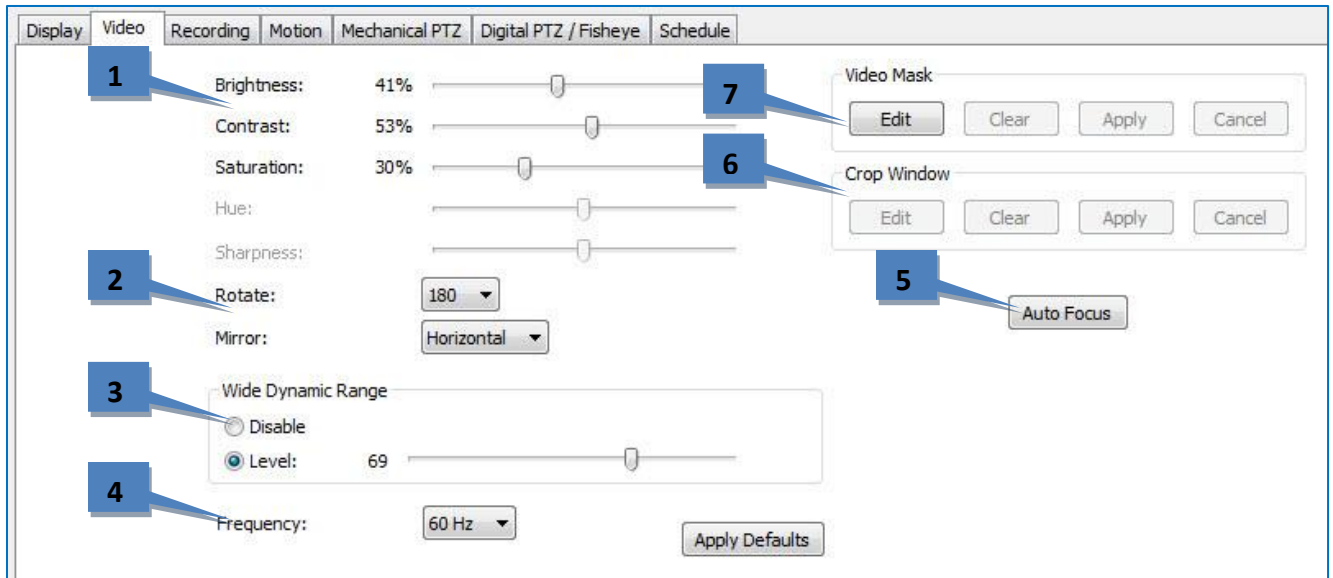 Display Video Recording Motion Mechanical PTZ Digital PTZ / Fisheye Schedule
1
Brightness: 41%
Contrast: 53%
Saturation: 30%
Hue:
Sharpness:
2
Rotate: 180
Mirror: Horizontal
3
Wide Dynamic Range
Disable
Level: 69
4
Frequency: 60 Hz
Apply Defaults
7
Video Mask
Edit Clear Apply Cancel
6
Crop Window
Edit Clear Apply Cancel
5
Auto Focus